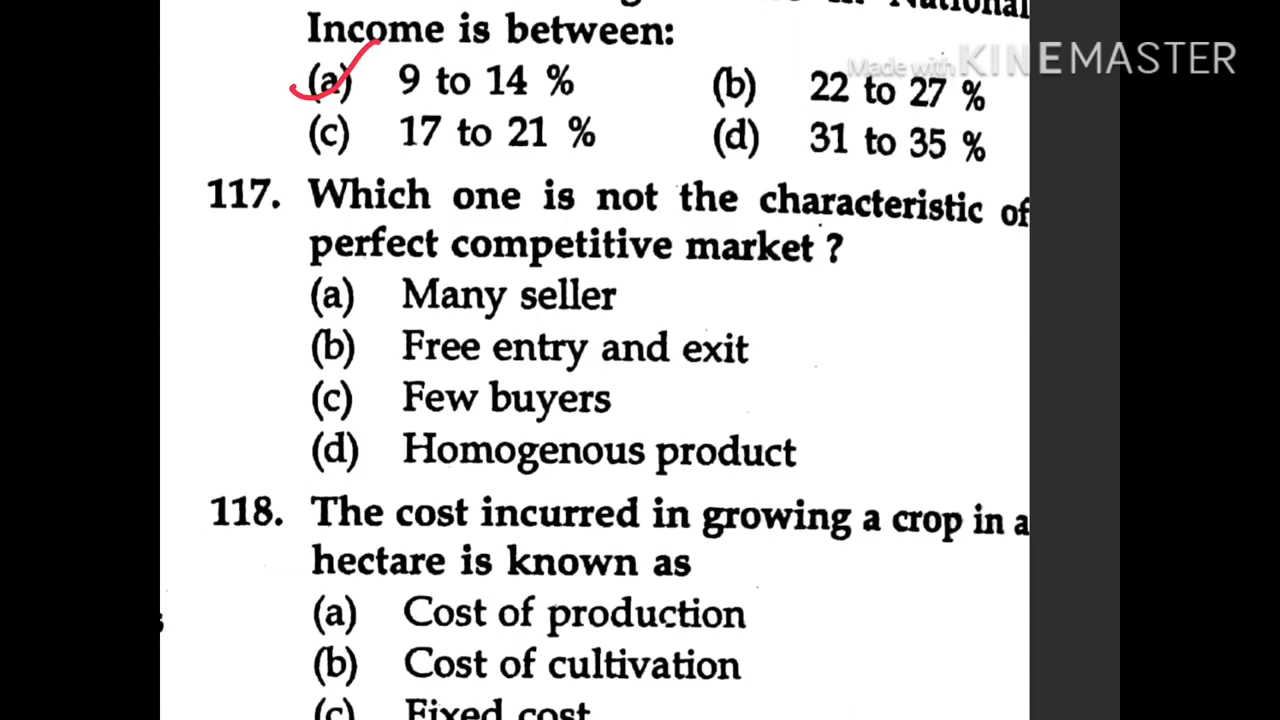 in National
Income is between:
(a) 9 to 14 % (b) 22 to 27 %
(c) 17 to 21 % (d) 31 to 35 %
117. Which one is not the characteristic of
perfect competitive market ?
(a) Many seller
(b) Free entry and exit
(c) Few buyers
(d) Homogenous product
118. The cost incurred in growing a crop in a
hectare is known as
(a) Cost of production
(b) Cost of cultivation
(c) Fixed cost
Made with KINEMASTER